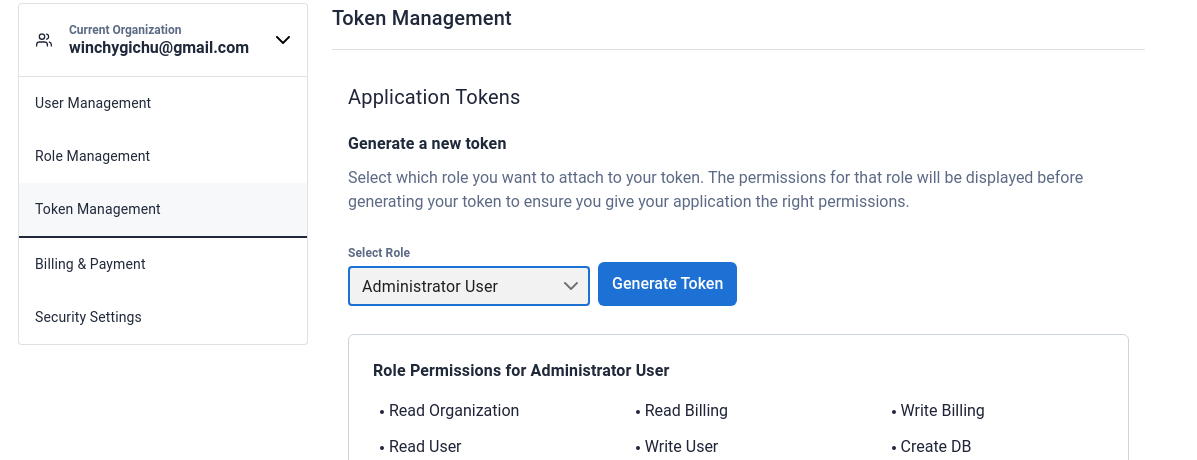 Current Organization
winchygichu@gmail.com
User Management
Role Management
Token Management
Billing & Payment
Security Settings
Token Management
Application Tokens
Generate a new token
Select which role you want to attach to your token. The permissions for that role will be displayed before
generating your token to ensure you give your application the right permissions.
Select Role
Administrator User
Generate Token
Role Permissions for Administrator User
• Read Organization
• Read Billing
• Write Billing
• Read User
• Write User
• Create DB